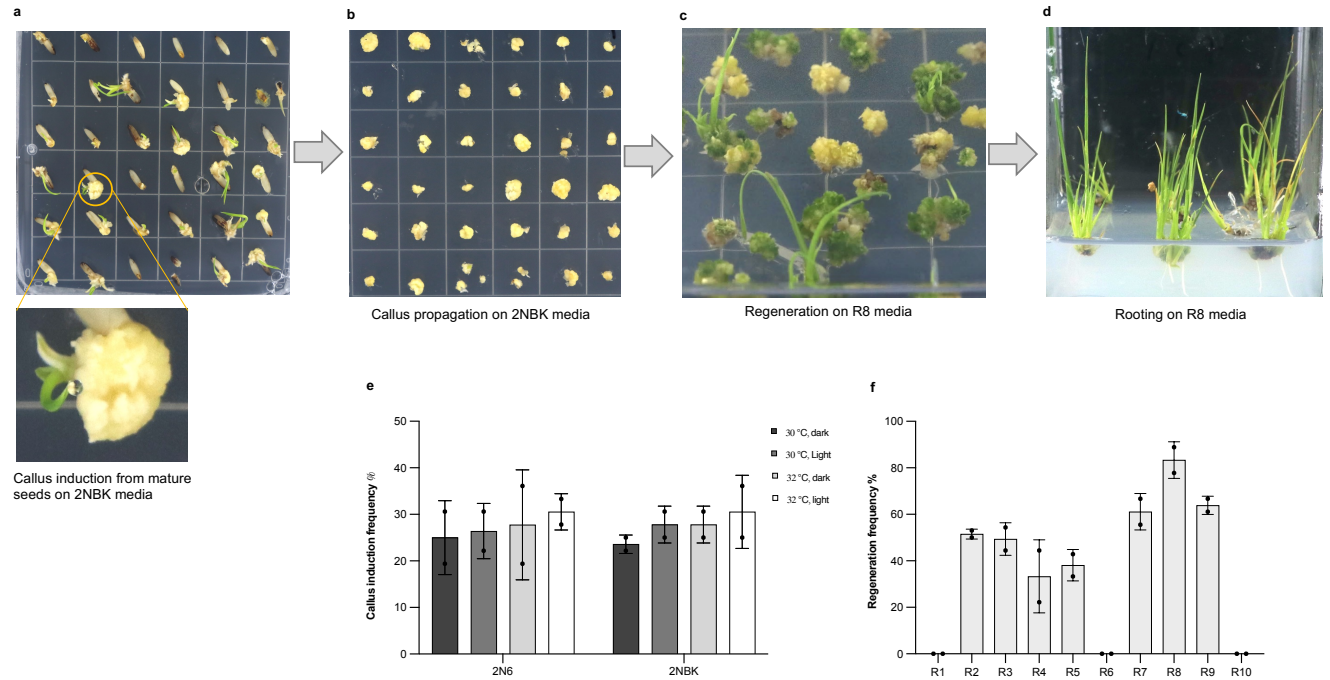 a
b
c
d
Callus propagation on 2NBK media
Regeneration on R8 media
Rooting on R8 media
Callus induction from mature
seeds on 2NBK media
e
50
40
30
20
10
0
Callus induction frequency %
2N6
2NBK
30 °C, dark
30 °C, Light
32 °C, dark
32 °C, light
f
100
80
60
40
20
0
Regeneration frequency %
R1
R2
R3
R4
R5
R6
R7
R8
R9
R10